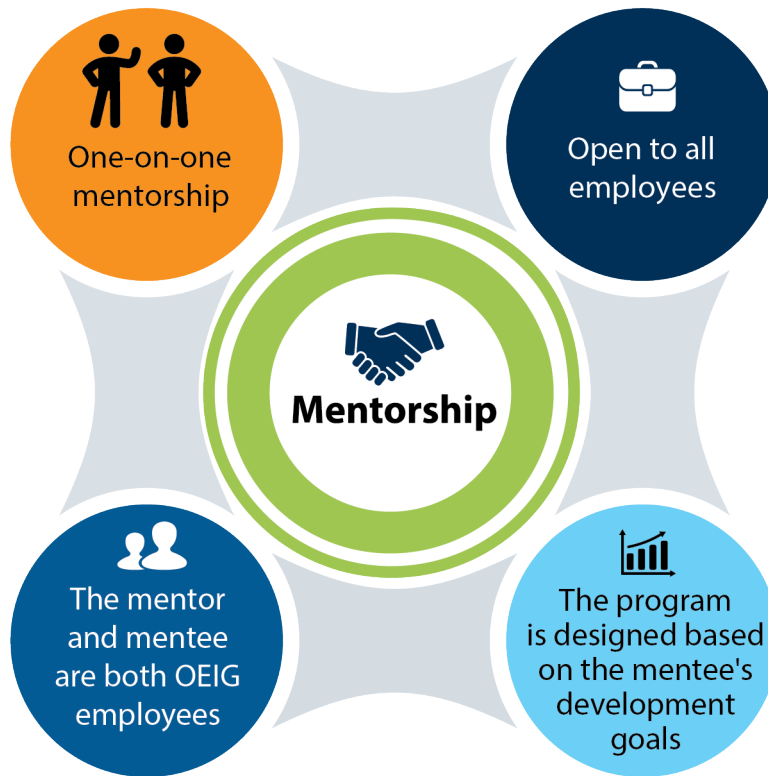 One-on-one
mentorship
Open to all
employees
Mentorship
The mentor
and mentee
are both OEIG
employees
The program
is designed based
on the mentee's
development
goals